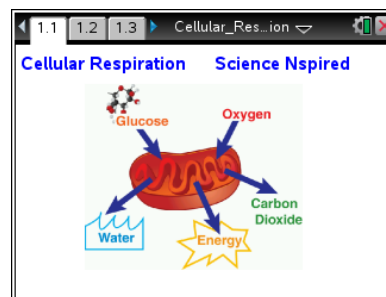 1.1 1.2 1.3 Cellular_Res...ion
Cellular Respiration Science Nspired
Glucose
Oxygen
Carbon
Dioxide
Water
Energy